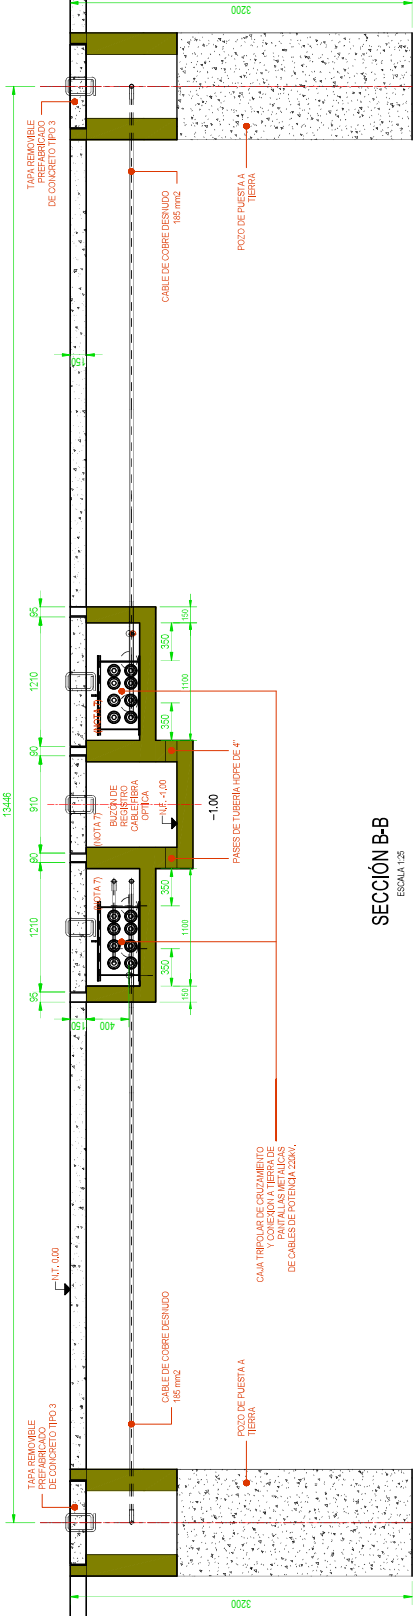 3200
TAPA REMOVIBLE
PREFABRICADO
DE CONCRETO TIPO 3
POZO DE PUESTA A
TIERRA
CABLE DE COBRE DESNUDO
185 mm2
150
13446
95
1210
90
910
90
1210
95
(NOTA 7)
(NOTA 7)
(NOTA 7)
BUZON DE
REGISTRO
CABLE FIBRA
OPTICA
N.F. -1,00
-1.00
350
350
1100
150
350
350
1100
150
150
400
PASES DE TUBERIA HDPE DE 4"
CAJA TRIPOLAR DE CRUZAMIENTO
Y CONEXION A TIERRA DE
PANTALLAS METALICAS
DE CABLES DE POTENCIA 220kV.
N.T. 0,00
CABLE DE COBRE DESNUDO
185 mm2
TAPA REMOVIBLE
PREFABRICADO
DE CONCRETO TIPO 3
POZO DE PUESTA A
TIERRA
3200
SECCIÓN B-B
ESCALA 1:25